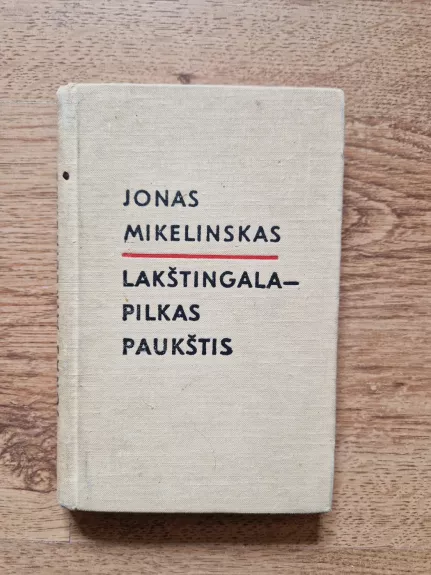 JONAS
MIKELINSKAS
LAKŠTINGALA—
PILKAS
PAUKŠTIS